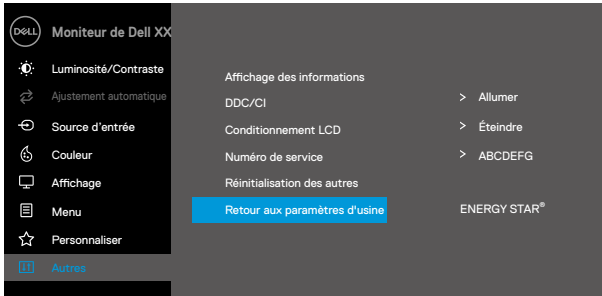 DELL
Moniteur de Dell XX
Luminosité/Contraste
Ajustement automatique
Source d'entrée
Couleur
Affichage
Menu
Personnaliser
Autres
Affichage des informations
DDC/CI > Allumer
Conditionnement LCD > Éteindre
Numéro de service > ABCDEFG
Réinitialisation des autres
Retour aux paramètres d'usine ENERGY STAR®